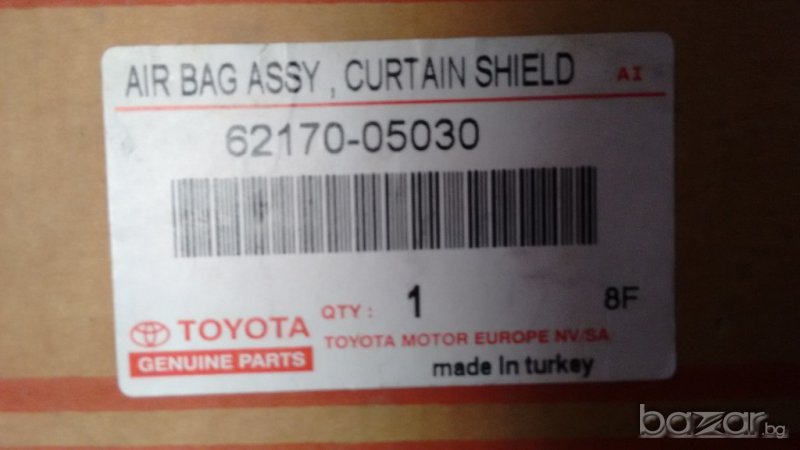 AIR BAG ASSY , CURTAIN SHIELD AI
62170-05030
QTY : 1 8F
TOYOTA
GENUINE PARTS
TOYOTA MOTOR EUROPE NV/SA
made In turkey
bazar.bg